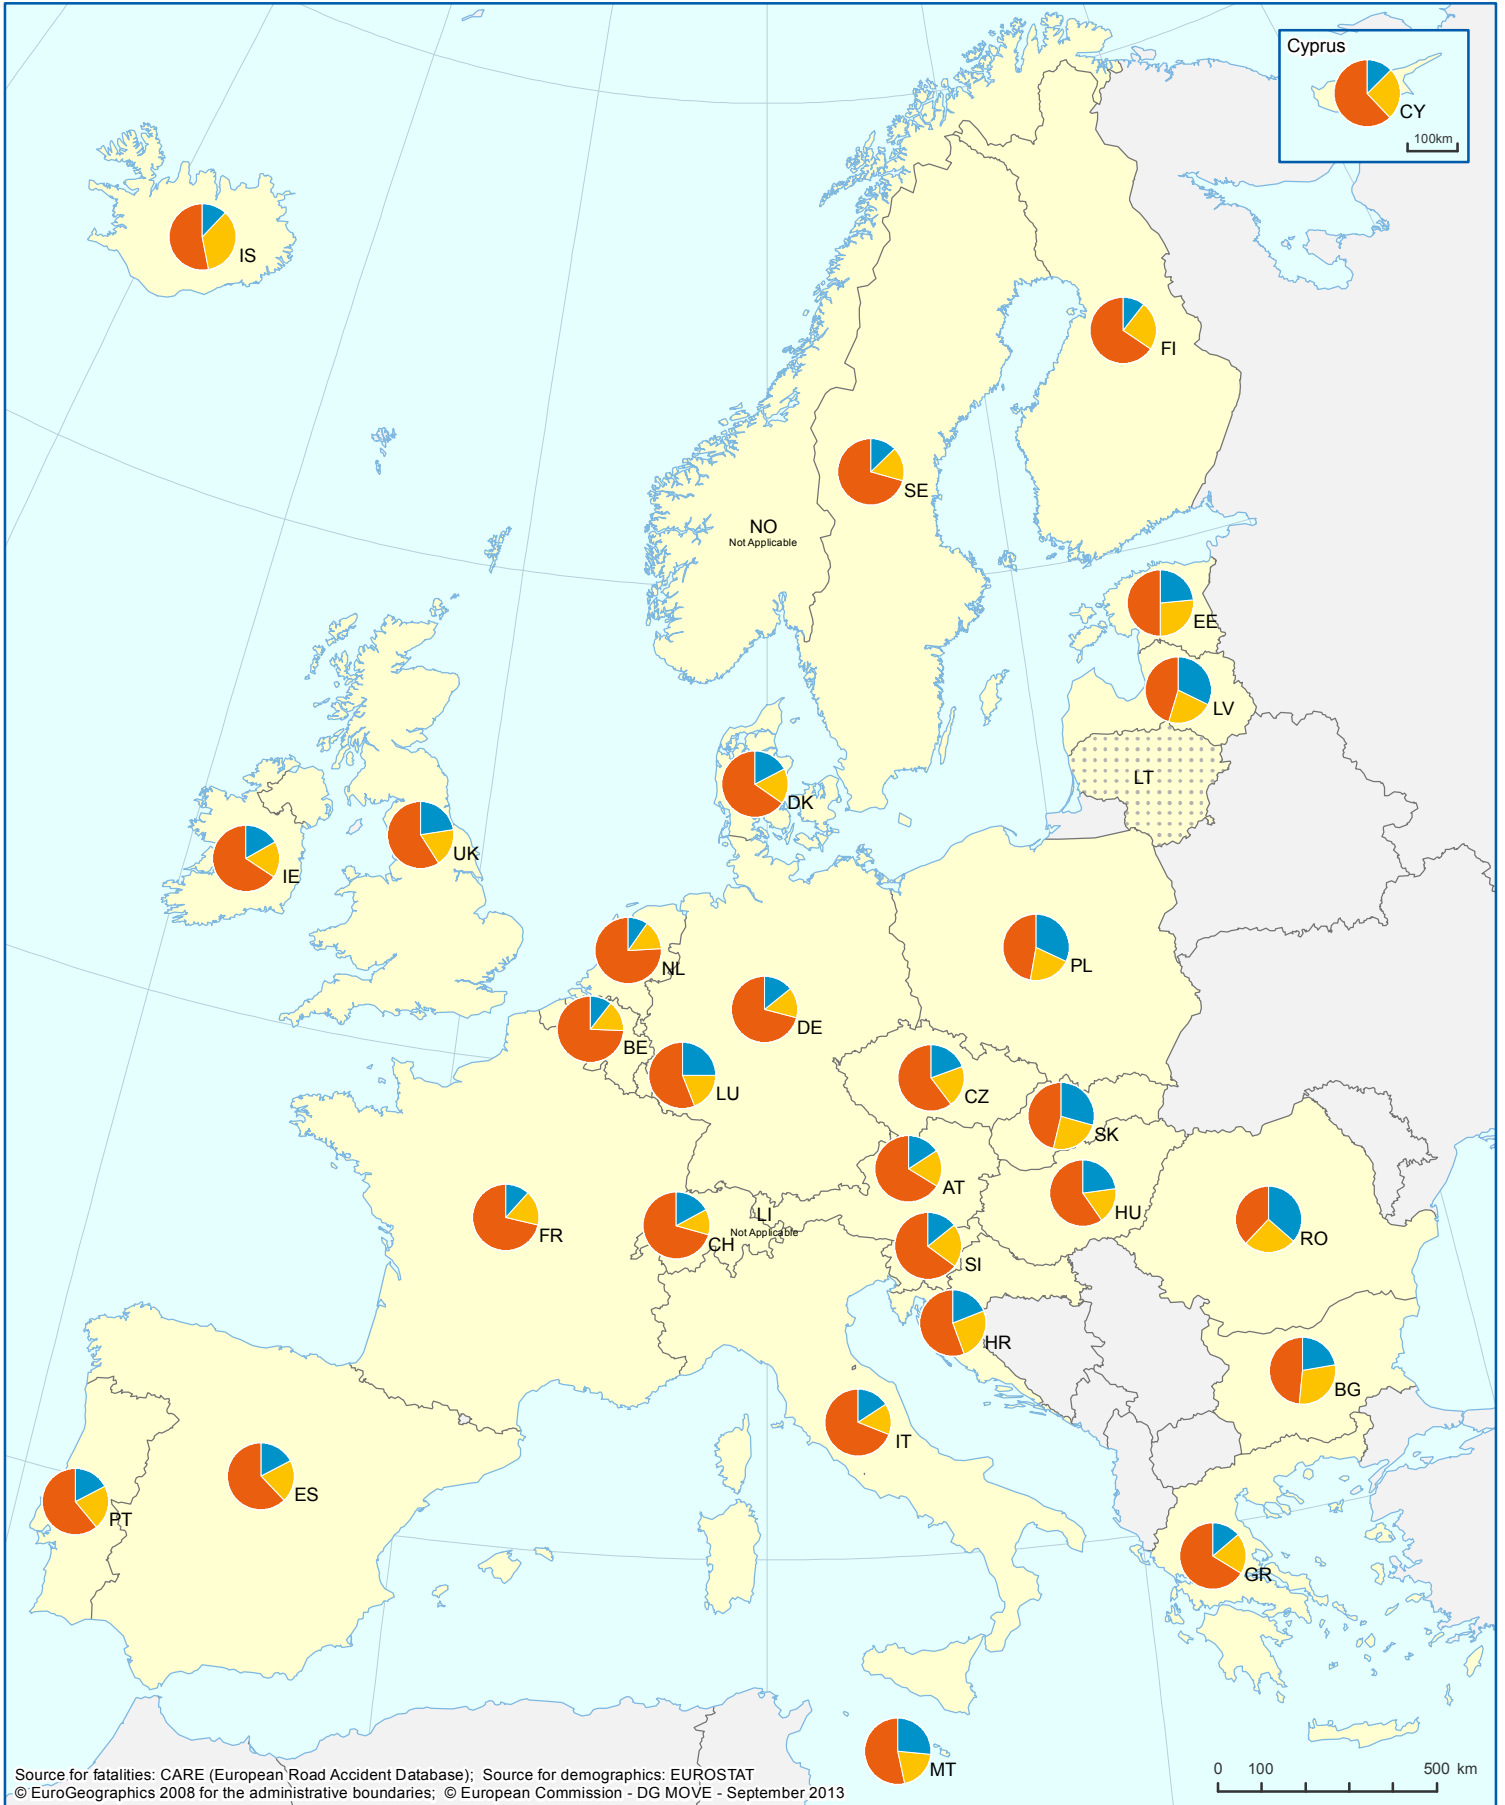 Cyprus
CY
100km
IS
FI
SE
NO
Not Applicable
EE
LV
LT
DK
UK
IE
NL
PL
DE
BE
LU
CZ
SK
AT
HU
LI
Not Applicable
FR
CH
SI
RO
HR
BG
IT
ES
PT
GR
MT
0 100 500 km
Source for fatalities: CARE (European Road Accident Database); Source for demographics: EUROSTAT
© EuroGeographics 2008 for the administrative boundaries; © European Commission - DG MOVE - September 2013